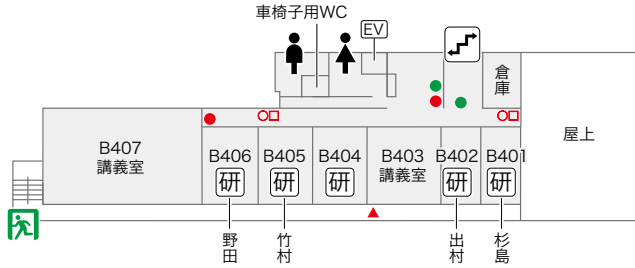 車椅子用WC
EV
倉庫
屋上
B407
講義室
B406
研
B405
研
B404
研
B403
講義室
B402
研
B401
研
野田
竹村
出村
杉島